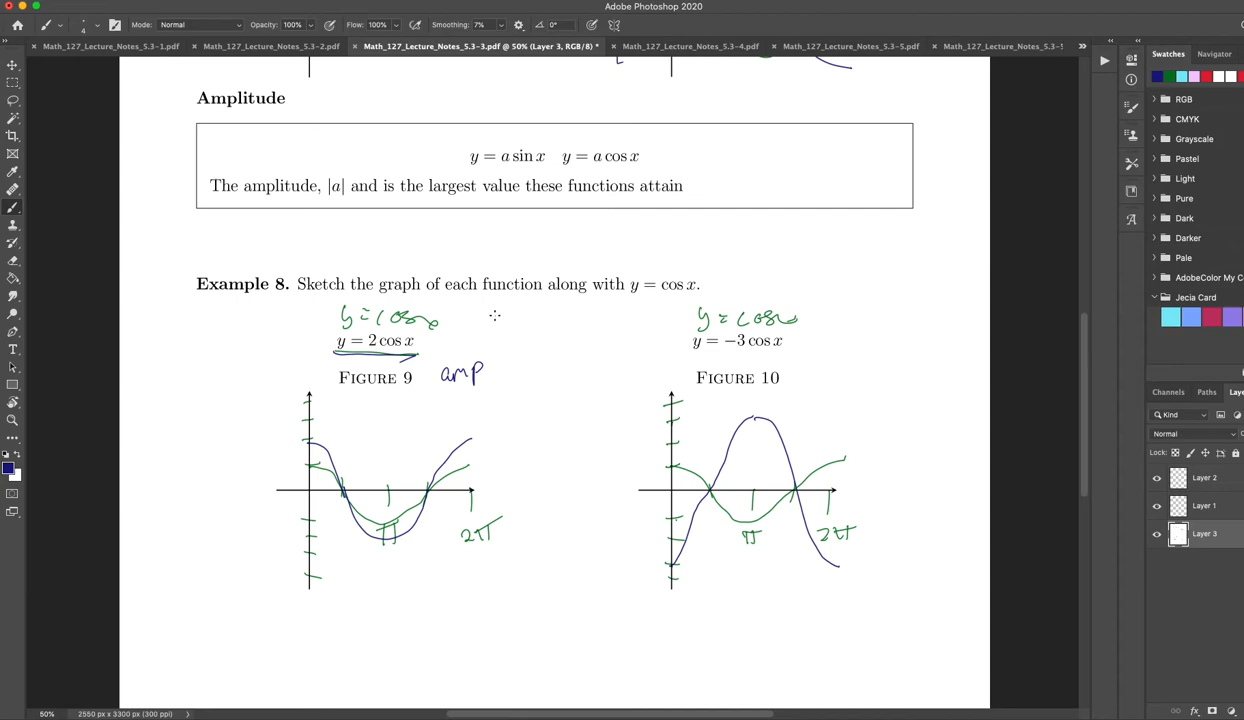 Adobe Photoshop 2020
Mode: Normal Opacity: 100% Flow: 100% Smoothing: 7% 0°
Math_127_Lecture_Notes_5.3-1.pdf Math_127_Lecture_Notes_5.3-2.pdf Math_127_Lecture_Notes_5.3-3.pdf @ 50% (Layer 3, RGB/8) * Math_127_Lecture_Notes_5.3-4.pdf Math_127_Lecture_Notes_5.3-5.pdf
Amplitude
y = a sin x y = a cos x
The amplitude, |a| and is the largest value these functions attain
Example 8. Sketch the graph of each function along with y = cos x.
y = cos x y = cos x
y = 2 cos x y = −3 cos x
FIGURE 9 amp FIGURE 10
π 2π π 2π
Swatches Navigator
RGB
CMYK
Grayscale
Pastel
Light
Pure
Dark
Darker
Pale
AdobeColor My C
Jecia Card
Channels Paths
Kind
Normal
Lock:
Layer 2
Layer 1
Layer 3
50% 2550 px x 3300 px (300 ppi)